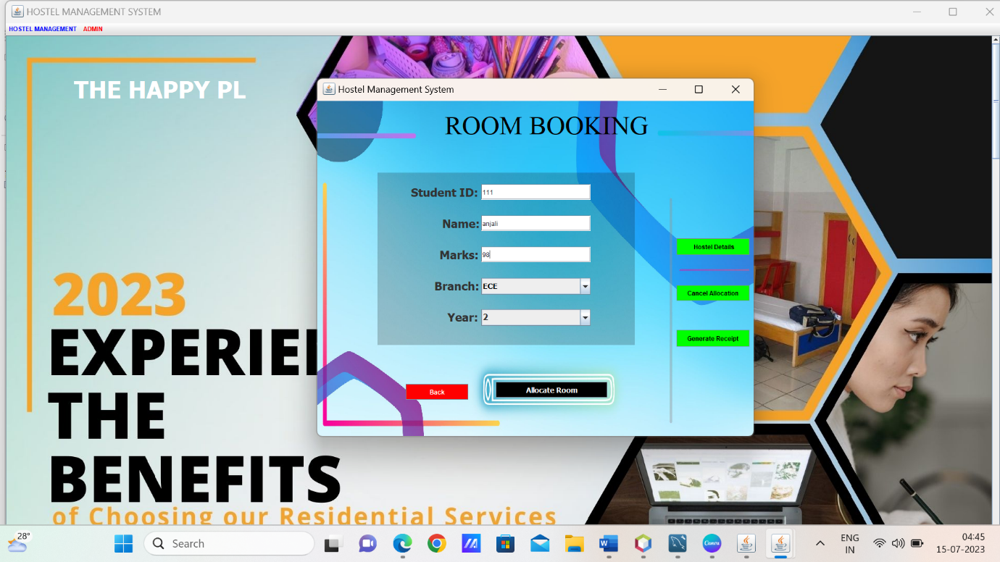 HOSTEL MANAGEMENT SYSTEM
HOSTEL MANAGEMENT ADMIN
THE HAPPY PL
2023
EXPERIE
THE
BENEFITS
of Choosing our Residential Services
Hostel Management System
ROOM BOOKING
Student ID: 111
Name: anjali
Marks: 98
Branch: ECE
Year: 2
Hostel Details
Cancel Allocation
Generate Receipt
Back
Allocate Room
28°
Search
Canva
ENG
IN
04:45
15-07-2023